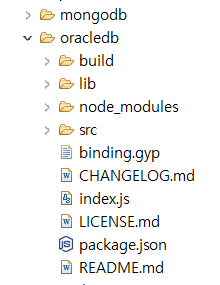 mongodb
oracledb
build
lib
node_modules
src
binding.gyp
CHANGELOG.md
index.js
LICENSE.md
package.json
README.md